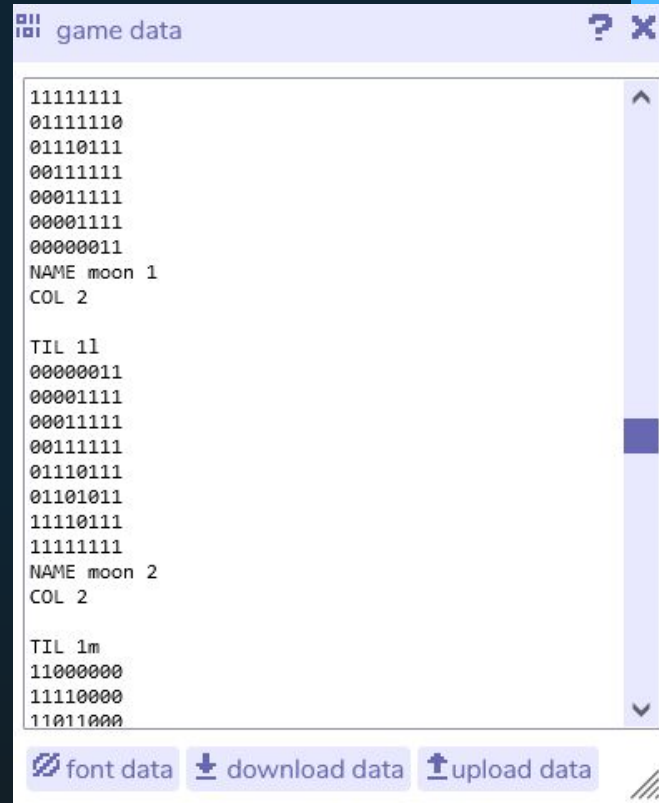 game data
11111111
01111110
01110111
00111111
00011111
00001111
00000011
NAME moon 1
COL 2
TIL 1l
00000011
00001111
00011111
00111111
01110111
01101011
11110111
11111111
NAME moon 2
COL 2
TIL 1m
11000000
11110000
11011000
font data download data upload data